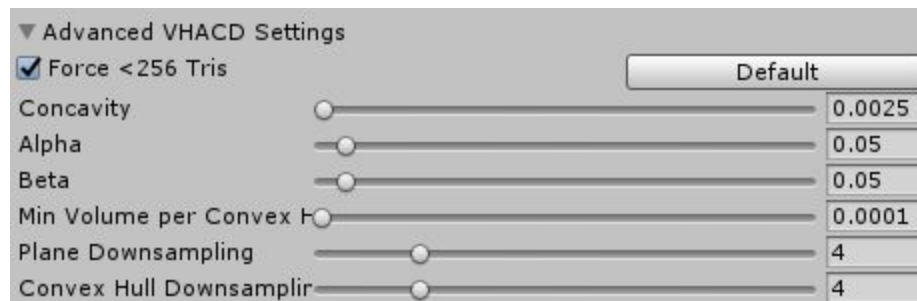 ▼ Advanced VHACD Settings
Force <256 Tris Default
Concavity 0.0025
Alpha 0.05
Beta 0.05
Min Volume per Convex H 0.0001
Plane Downsampling 4
Convex Hull Downsamplin 4